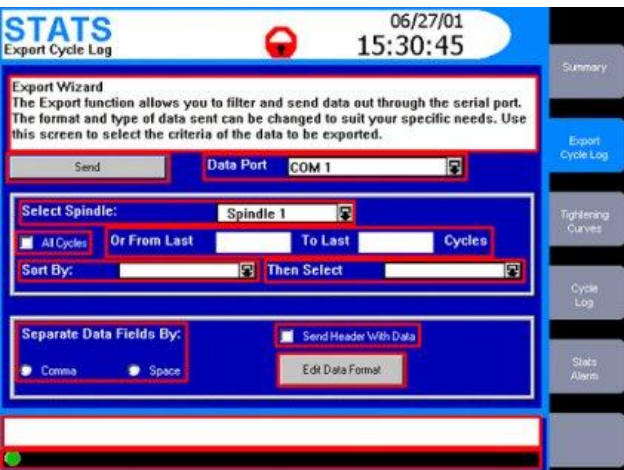 STATS
Export Cycle Log
06/27/01
15:30:45
Export Wizard
The Export function allows you to filter and send data out through the serial port.
The format and type of data sent can be changed to suit your specific needs. Use
this screen to select the criteria of the data to be exported.
Send
Data Port
COM 1
Select Spindle:
Spindle 1
All Cycles
Or From Last
To Last
Cycles
Sort By:
Then Select
Separate Data Fields By:
Send Header With Data
Comma
Space
Edit Data Format
Summary
Export
Cycle Log
Tightening
Curves
Cycle
Log
Stats
Alarm